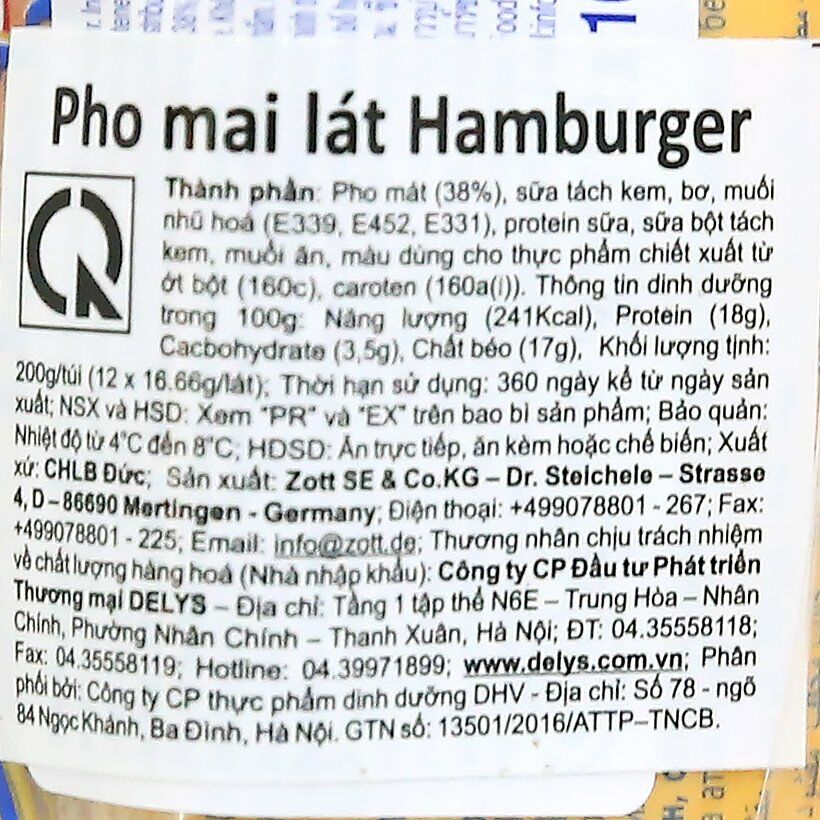 Pho mai lát Hamburger
Thành phần: Pho mát (38%), sữa tách kem, bơ, muối
nhũ hoá (E339, E452, E331), protein sữa, sữa bột tách
kem, muối ăn, màu dùng cho thực phẩm chiết xuất từ
ớt bột (160c), caroten (160a(i)). Thông tin dinh dưỡng
trong 100g: Năng lượng (241Kcal), Protein (18g),
Cacbohydrate (3,5g), Chất béo (17g), Khối lượng tịnh:
200g/túi (12 x 16.66g/lát); Thời hạn sử dụng: 360 ngày kể từ ngày sản
xuất; NSX và HSD: Xem "PR" và "EX" trên bao bì sản phẩm; Bảo quản:
Nhiệt độ từ 4°C đến 8°C; HDSD: Ăn trực tiếp, ăn kèm hoặc chế biến; Xuất
xứ: CHLB Đức; Sản xuất: Zott SE & Co.KG – Dr. Steichele – Strasse
4, D – 86690 Mertingen - Germany; Điện thoại: +499078801 - 267; Fax:
+499078801 - 225; Email: info@zott.de; Thương nhân chịu trách nhiệm
về chất lượng hàng hoá (Nhà nhập khẩu): Công ty CP Đầu tư Phát triển
Thương mại DELYS – Địa chỉ: Tầng 1 tập thể N6E – Trung Hòa – Nhân
Chính, Phường Nhân Chính – Thanh Xuân, Hà Nội; ĐT: 04.35558118;
Fax: 04.35558119; Hotline: 04.39971899; www.delys.com.vn; Phân
phối bởi: Công ty CP thực phẩm dinh dưỡng DHV - Địa chỉ: Số 78 - ngõ
84 Ngọc Khánh, Ba Đình, Hà Nội. GTN số: 13501/2016/ATTP–TNCB.